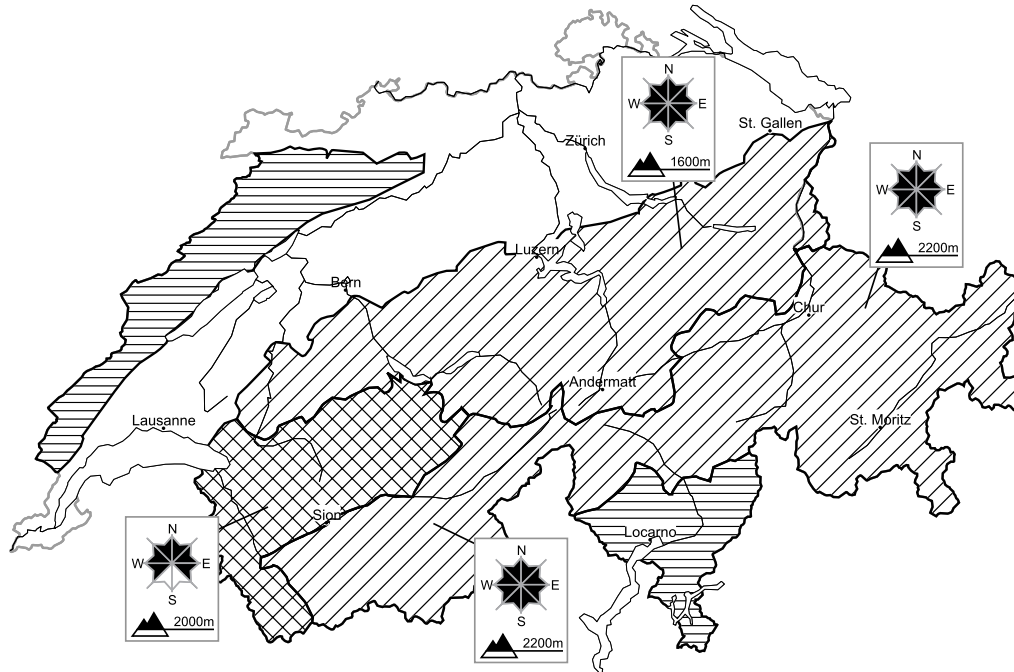 N
W E
S
1600m
St. Gallen
Zürich
N
W E
S
2200m
Luzern
Bern
Chur
Andermatt
Lausanne
St. Moritz
Sion
Locarno
N
W E
S
2000m
N
W E
S
2200m